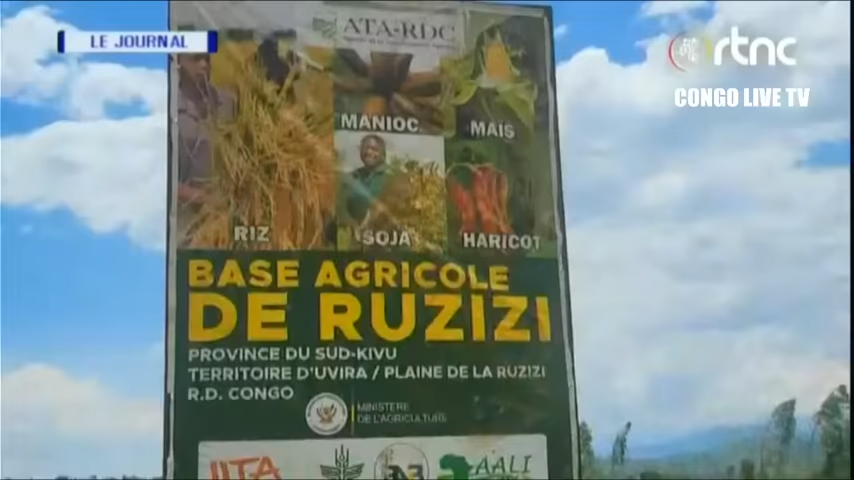 LE JOURNAL
rtnc
CONGO LIVE TV
ATA-RDC
MANIOC
MAIS
RIZ
SOJA
HARICOT
BASE AGRICOLE
DE RUZIZI
PROVINCE DU SUD-KIVU
TERRITOIRE D'UVIRA / PLAINE DE LA RUZIZI
R.D. CONGO
MINISTERE
DE L'AGRICULTURE
IITA
AALI